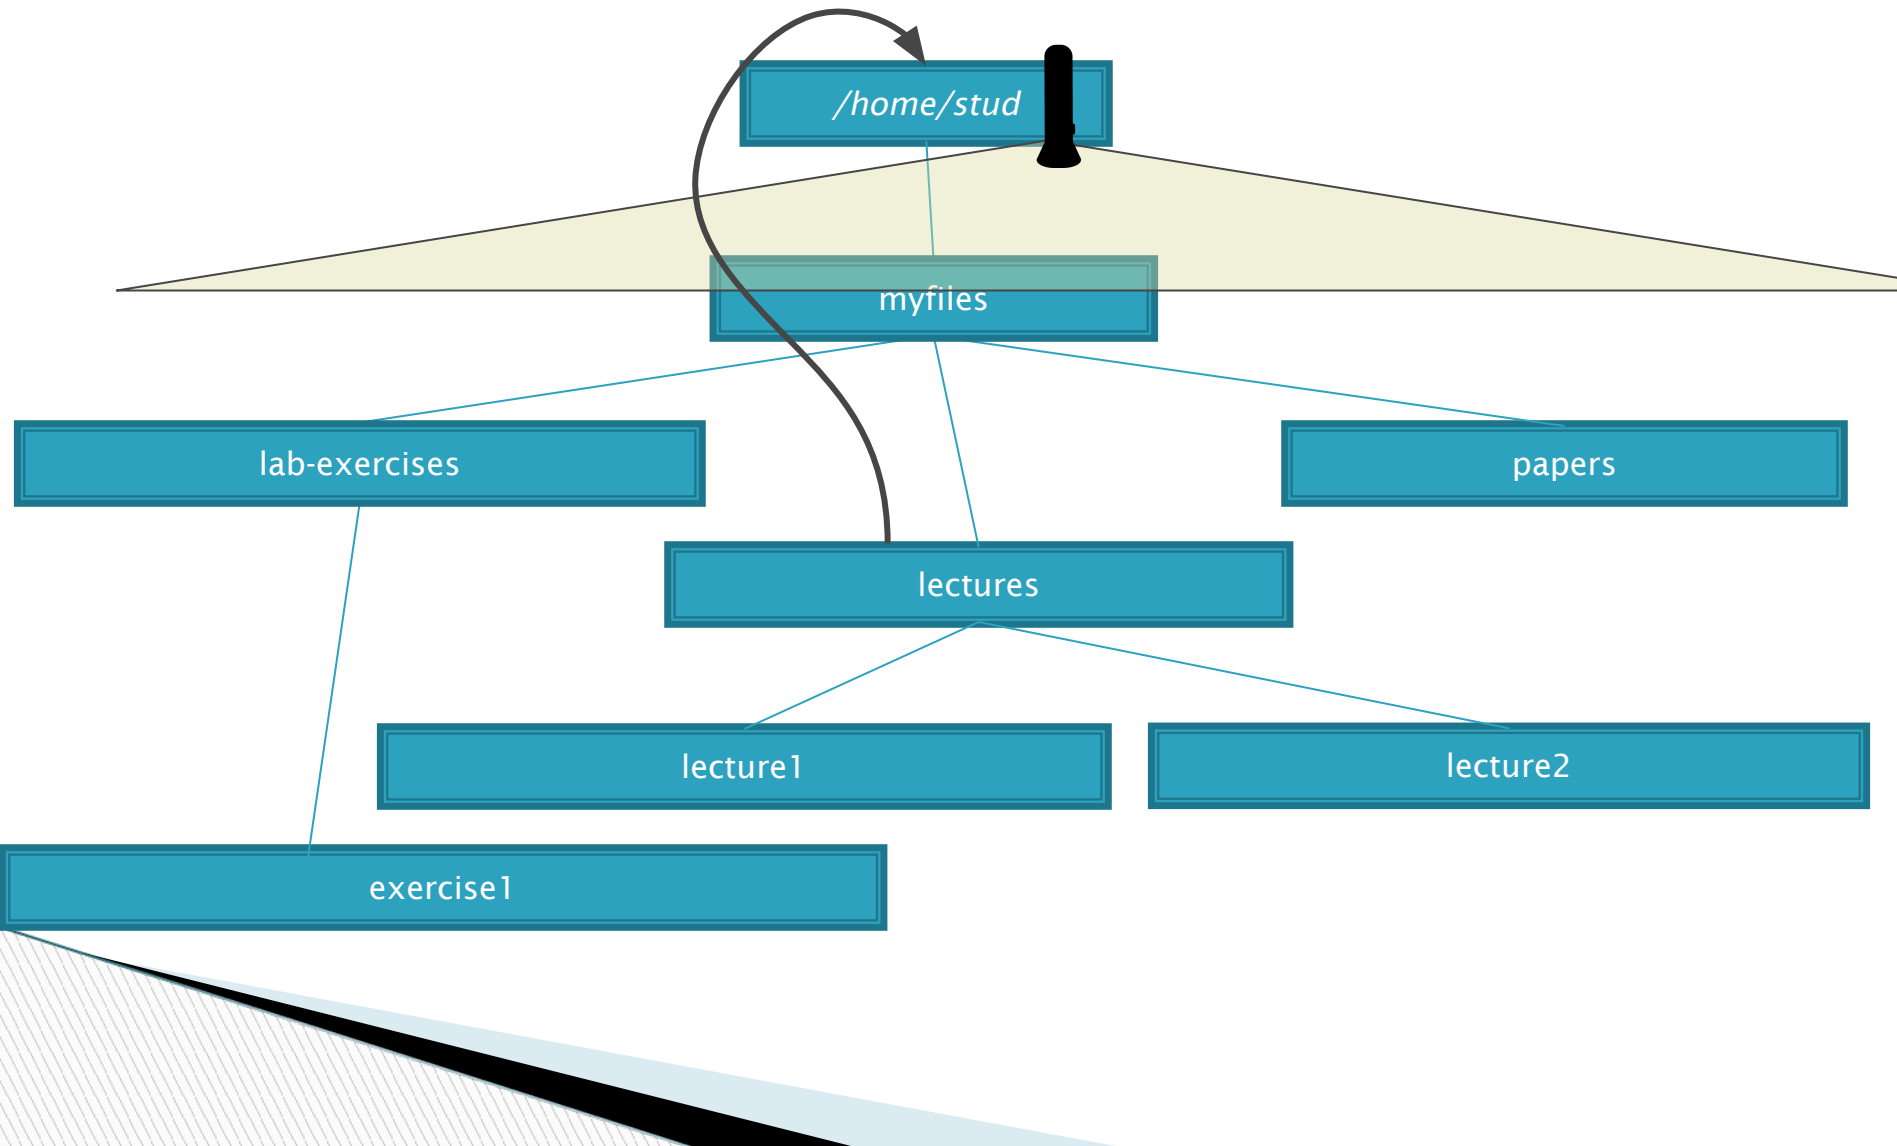 /home/stud
myfiles
lab-exercises
papers
lectures
lecture1
lecture2
exercise1